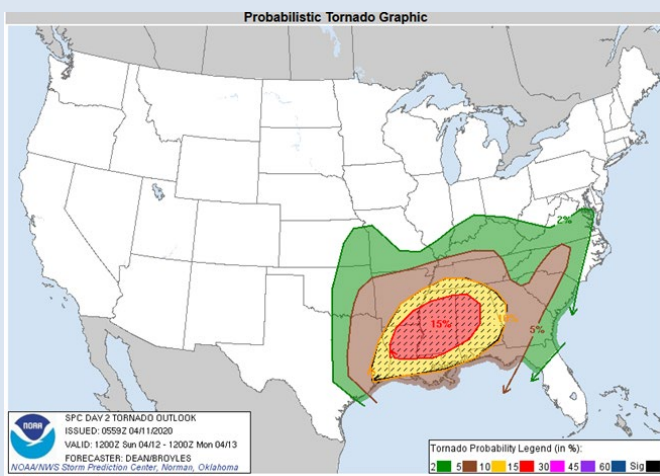 Probabilistic Tornado Graphic
2%
15%
10%
5%
NOAA
SPC DAY 2 TORNADO OUTLOOK
ISSUED: 0559Z 04/11/2020
VALID: 1200Z Sun 04/12 - 1200Z Mon 04/13
FORECASTER: DEAN/BROYLES
NOAA/NWS Storm Prediction Center, Norman, Oklahoma
Tornado Probability Legend (in %):
2 5 10 15 30 45 60 Sig